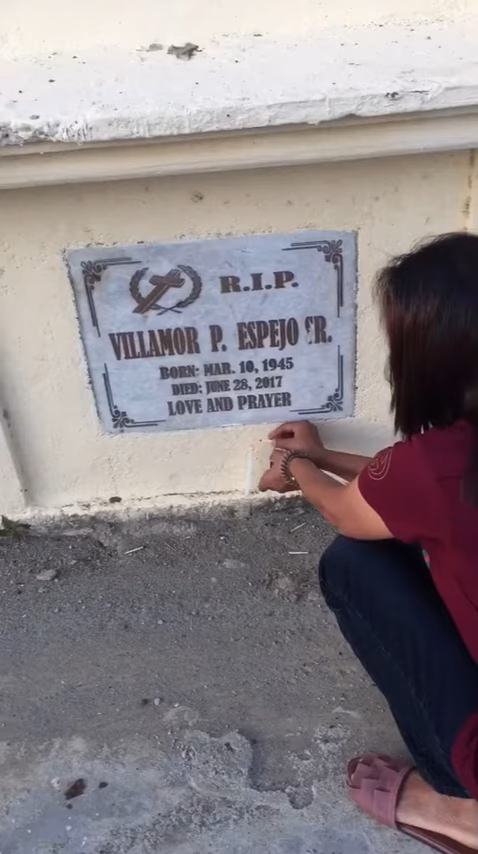 R.I.P.
VILLAMOR P. ESPEJO SR.
BORN: MAR. 10, 1945
DIED: JUNE 28, 2017
LOVE AND PRAYER